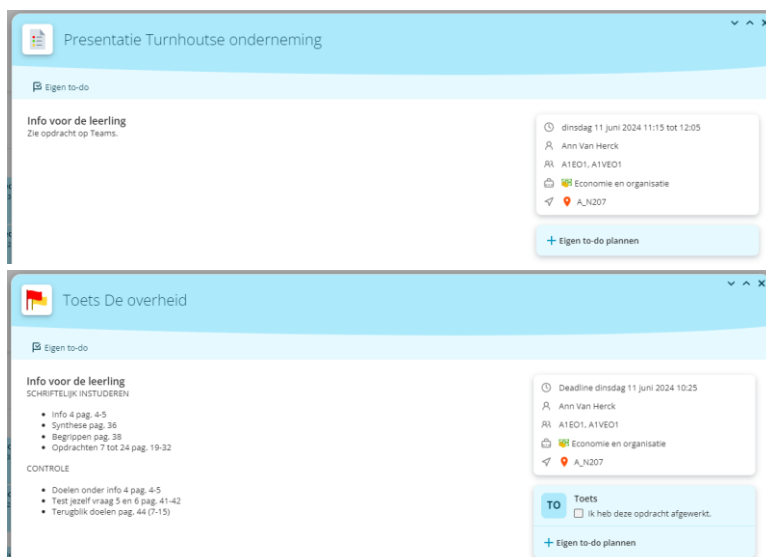 Presentatie Turnhoutse onderneming
Eigen to-do
Info voor de leerling
Zie opdracht op Teams.
dinsdag 11 juni 2024 11:15 tot 12:05
Ann Van Herck
A1EO1, A1VEO1
Economie en organisatie
A_N207
+ Eigen to-do plannen
Toets De overheid
Eigen to-do
Info voor de leerling
SCHRIFTELIJK INSTUDEREN
• Info 4 pag. 4-5
• Synthese pag. 36
• Begrippen pag. 38
• Opdrachten 7 tot 24 pag. 19-32
CONTROLE
• Doelen onder info 4 pag. 4-5
• Test jezelf vraag 5 en 6 pag. 41-42
• Terugblik doelen pag. 44 (7-15)
Deadline dinsdag 11 juni 2024 10:25
Ann Van Herck
A1EO1, A1VEO1
Economie en organisatie
A_N207
TO Toets
Ik heb deze opdracht afgewerkt.
+ Eigen to-do plannen